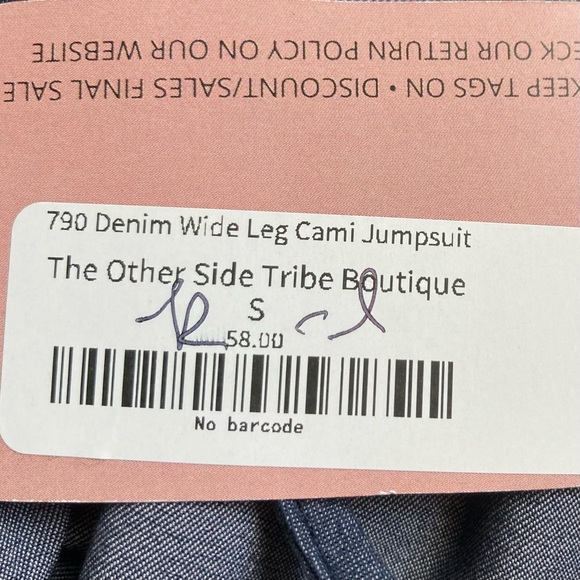 ECK OUR RETURN POLICY ON OUR WEBSITE
KEEP TAGS ON • DISCOUNT/SALES FINAL SALE
790 Denim Wide Leg Cami Jumpsuit
The Other Side Tribe Boutique
S
58.00
No barcode